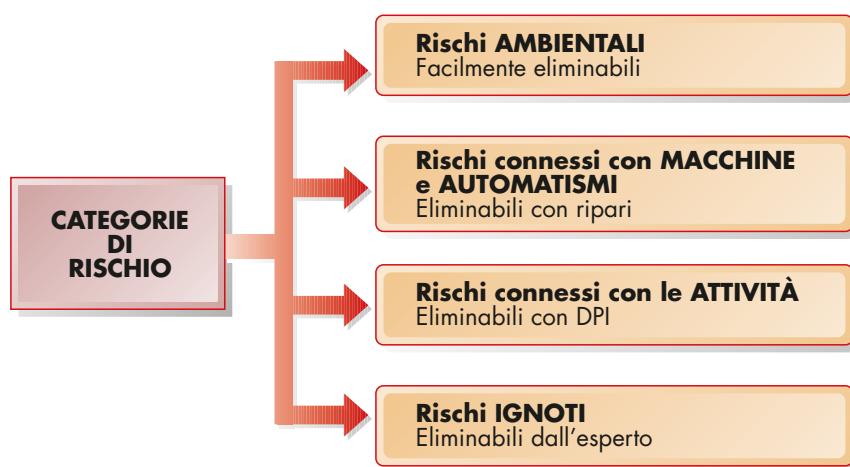 CATEGORIE
DI
RISCHIO
Rischi AMBIENTALI
Facilmente eliminabili
Rischi connessi con MACCHINE
e AUTOMATISMI
Eliminabili con ripari
Rischi connessi con le ATTIVITÀ
Eliminabili con DPI
Rischi IGNOTI
Eliminabili dall'esperto